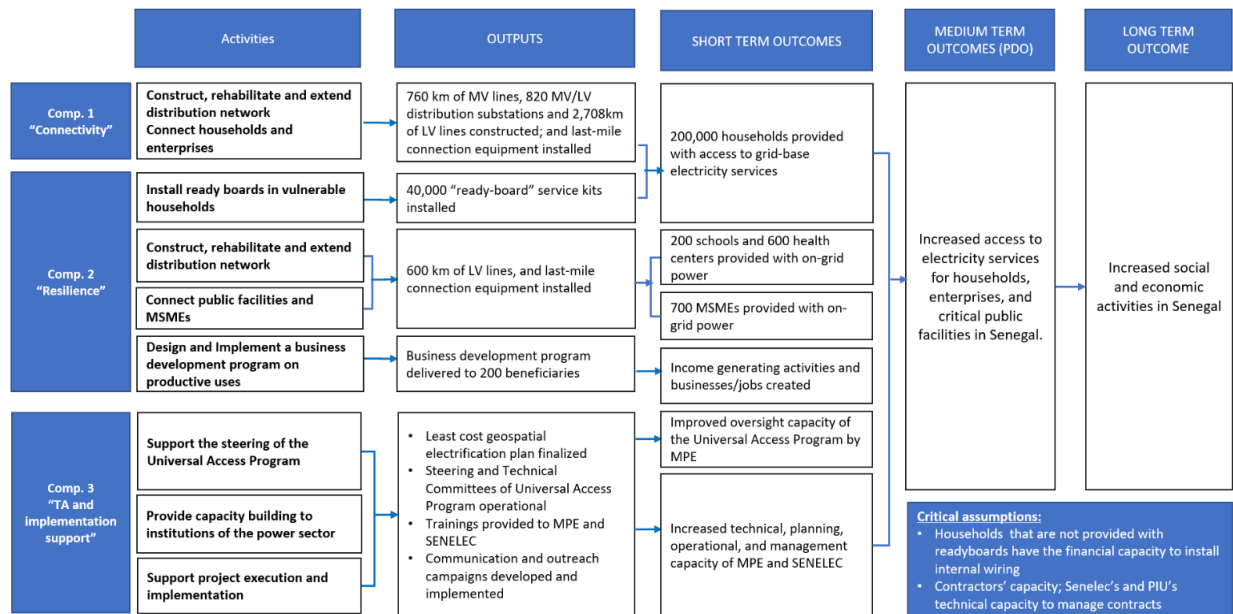 Activities
OUTPUTS
SHORT TERM OUTCOMES
MEDIUM TERM
OUTCOMES (PDO)
LONG TERM
OUTCOME
Comp. 1
“Connectivity”
Construct, rehabilitate and extend
distribution network
Connect households and
enterprises
760 km of MV lines, 820 MV/LV
distribution substations and 2,708km
of LV lines constructed; and last-mile
connection equipment installed
200,000 households provided
with access to grid-base
electricity services
Comp. 2
“Resilience”
Install ready boards in vulnerable
households
40,000 “ready-board” service kits
installed
Construct, rehabilitate and extend
distribution network
Connect public facilities and
MSMEs
600 km of LV lines, and last-mile
connection equipment installed
200 schools and 600 health
centers provided with on-grid
power
700 MSMEs provided with on-
grid power
Design and Implement a business
development program on
productive uses
Business development program
delivered to 200 beneficiaries
Income generating activities and
businesses/jobs created
Comp. 3
“TA and
implementation
support”
Support the steering of the
Universal Access Program
Provide capacity building to
institutions of the power sector
Support project execution and
implementation
• Least cost geospatial
electrification plan finalized
• Steering and Technical
Committees of Universal Access
Program operational
• Trainings provided to MPE and
SENELEC
• Communication and outreach
campaigns developed and
implemented
Improved oversight capacity of
the Universal Access Program by
MPE
Increased technical, planning,
operational, and management
capacity of MPE and SENELEC
Increased access to
electricity services
for households,
enterprises, and
critical public
facilities in Senegal.
Increased social
and economic
activities in Senegal
Critical assumptions:
• Households that are not provided with
readyboards have the financial capacity to install
internal wiring
• Contractors’ capacity; Senelec’s and PIU’s
technical capacity to manage contracts